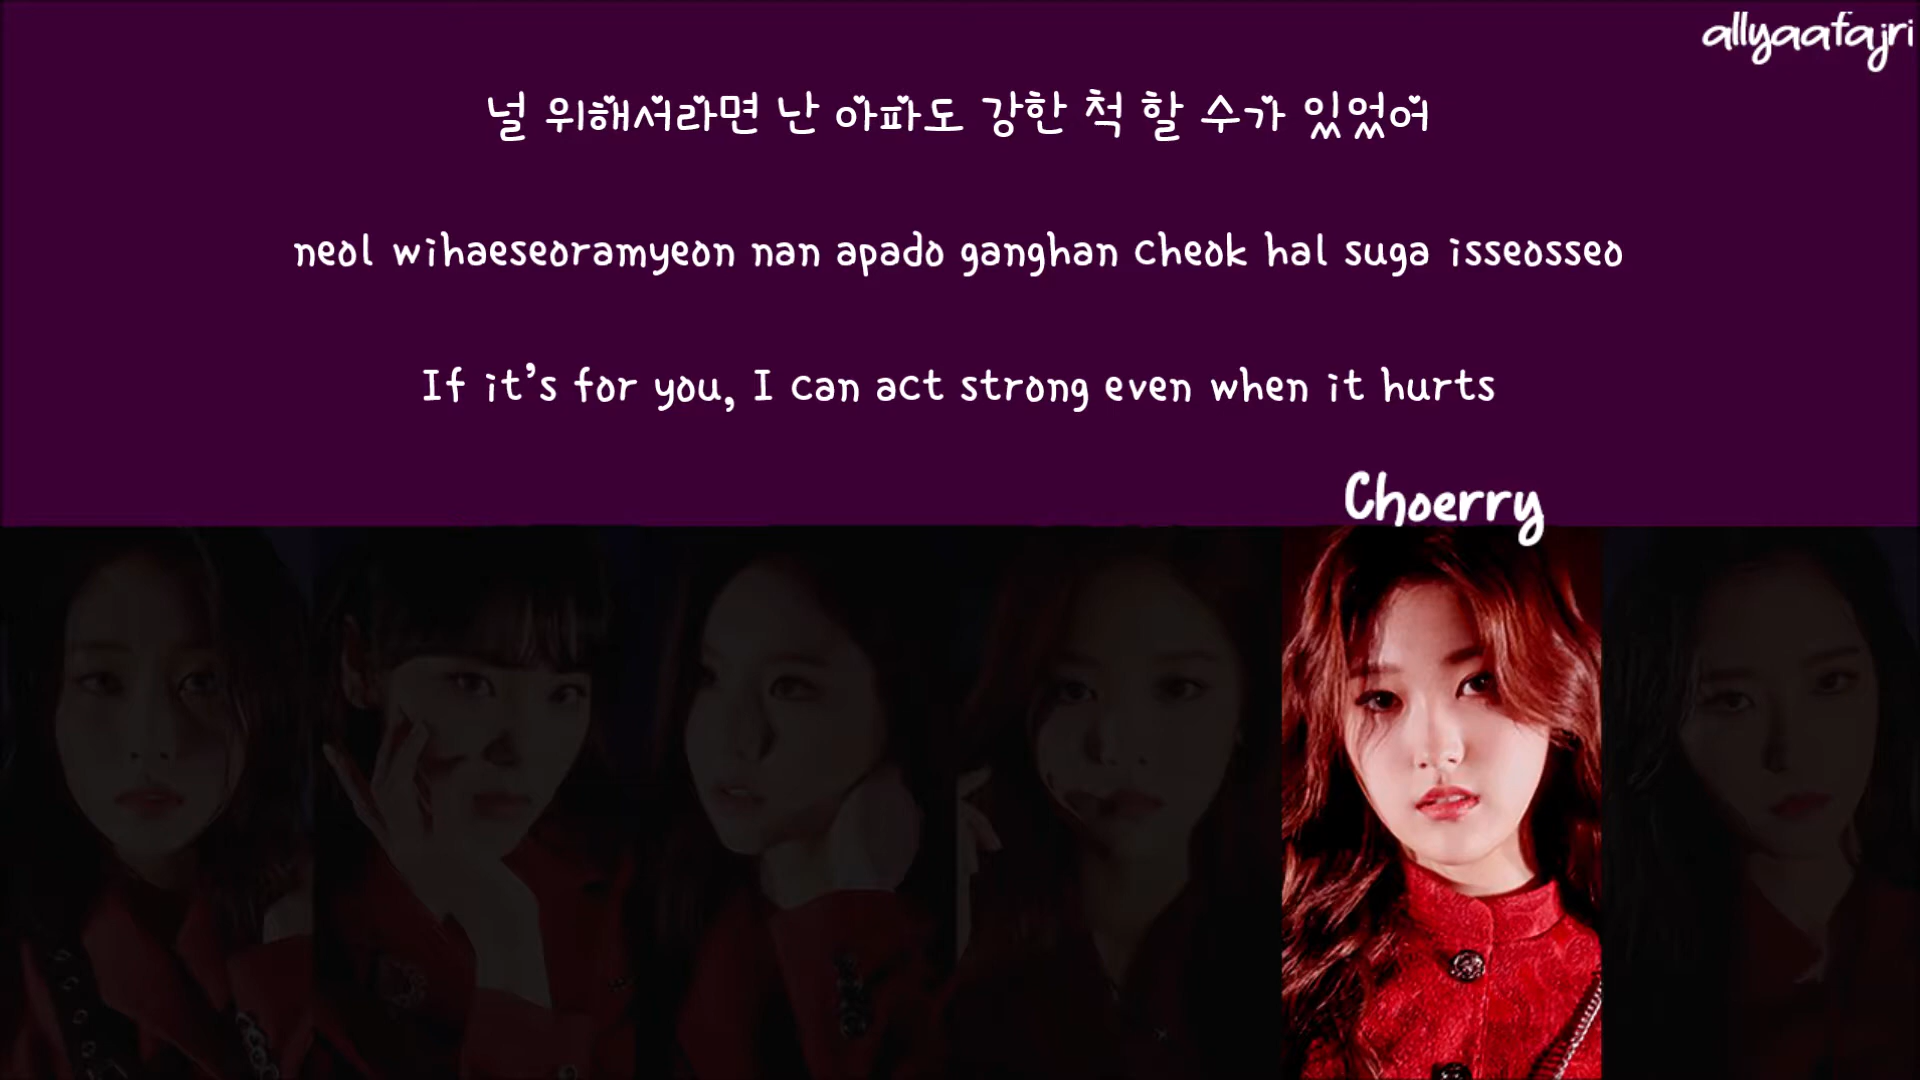 allyaafajri
널 위해서라면 난 아파도 강한 척 할 수가 있었어
neol wihaeseoramyeon nan apado ganghan cheok hal suga isseosseo
If it's for you, I can act strong even when it hurts
Choerry